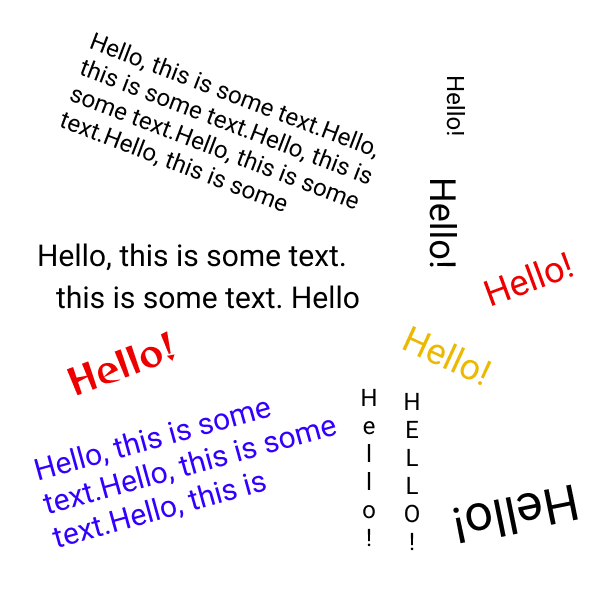 Hello, this is some text.Hello,
this is some text.Hello, this is
some text.Hello, this is some
text.Hello, this is some
Hello!
Hello!
Hello, this is some text.
this is some text. Hello
Hello!
Hello!
Hello!
Hello, this is some
text.Hello, this is some
text.Hello, this is
Hello!
HELLO!
Hello!